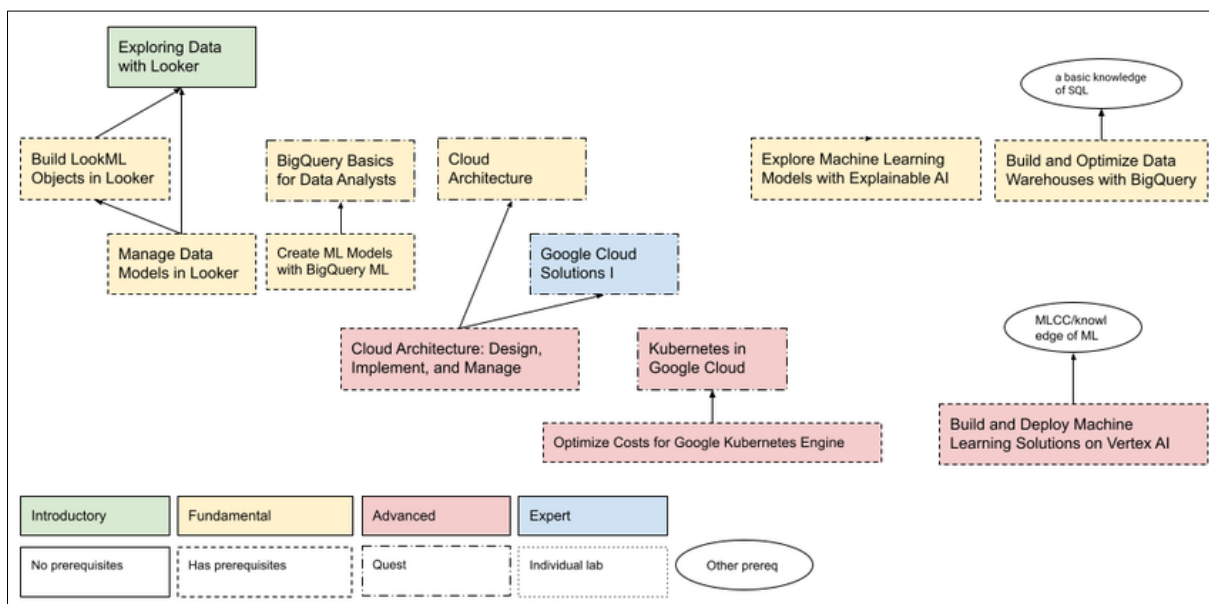 Exploring Data
with Looker
a basic knowledge
of SQL
Build LookML
Objects in Looker
BigQuery Basics
for Data Analysts
Cloud
Architecture
Explore Machine Learning
Models with Explainable AI
Build and Optimize Data
Warehouses with BigQuery
Manage Data
Models in Looker
Create ML Models
with BigQuery ML
Google Cloud
Solutions I
Cloud Architecture: Design,
Implement, and Manage
Kubernetes in
Google Cloud
MLCC/knowl
edge of ML
Optimize Costs for Google Kubernetes Engine
Build and Deploy Machine
Learning Solutions on Vertex AI
Introductory
Fundamental
Advanced
Expert
No prerequisites
Has prerequisites
Quest
Individual lab
Other prereq